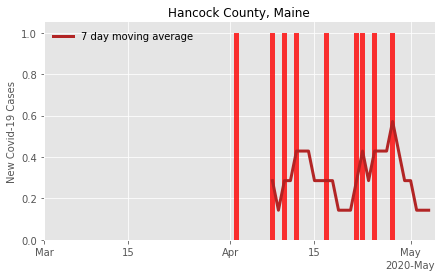 Hancock County, Maine
7 day moving average
New Covid-19 Cases
1.0
0.8
0.6
0.4
0.2
0.0
Mar 15 Apr 15 May
2020-May